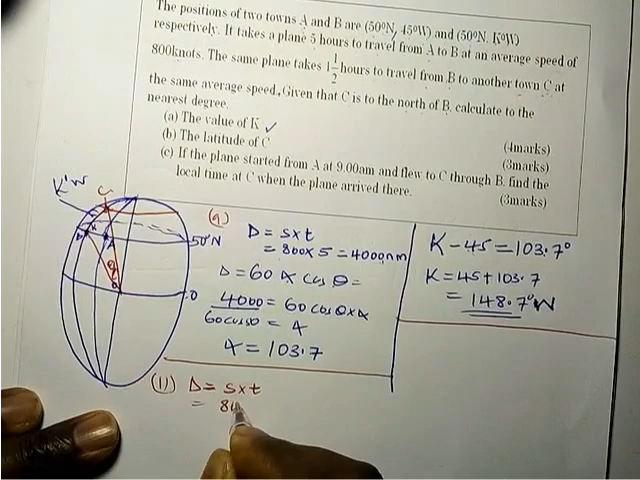 The positions of two towns A and B are (50°N, 45°W) and (50°N. K°W)
respectively. It takes a plane 5 hours to travel from A to B at an average speed of
800knots. The same plane takes 1 1/2 hours to travel from B to another town C at
the same average speed. Given that C is to the north of B, calculate to the
nearest degree.
(a) The value of K ✓
(4marks)
(b) The latitude of C
(3marks)
(c) If the plane started from A at 9.00am and flew to C through B. find the
local time at C when the plane arrived there.
(3marks)
K°W
C
50°N
O
θ
(a) D = s x t
= 800 x 5 = 4000nm
D = 60 α cos θ =
4000 = 60 cos θ x α
60 cos 50 = α
α = 103.7
K - 45 = 103.7°
K = 45 + 103.7
= 148.7°W
(11) D = s x t
= 80